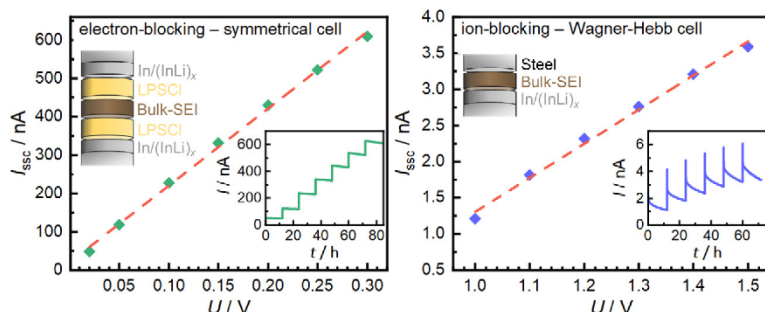 electron-blocking – symmetrical cell
In/(InLi)ₓ
LPSCl
Bulk-SEI
LPSCl
In/(InLi)ₓ
I_ssc / nA
600
500
400
300
200
100
0
0.05 0.10 0.15 0.20 0.25 0.30
U / V
I / nA
600
400
200
0
0 20 40 60 80
t / h
ion-blocking – Wagner-Hebb cell
Steel
Bulk-SEI
In/(InLi)ₓ
I_ssc / nA
4.0
3.5
3.0
2.5
2.0
1.5
1.0
0.5
1.0 1.1 1.2 1.3 1.4 1.5
U / V
I / nA
6
4
2
0
0 20 40 60
t / h